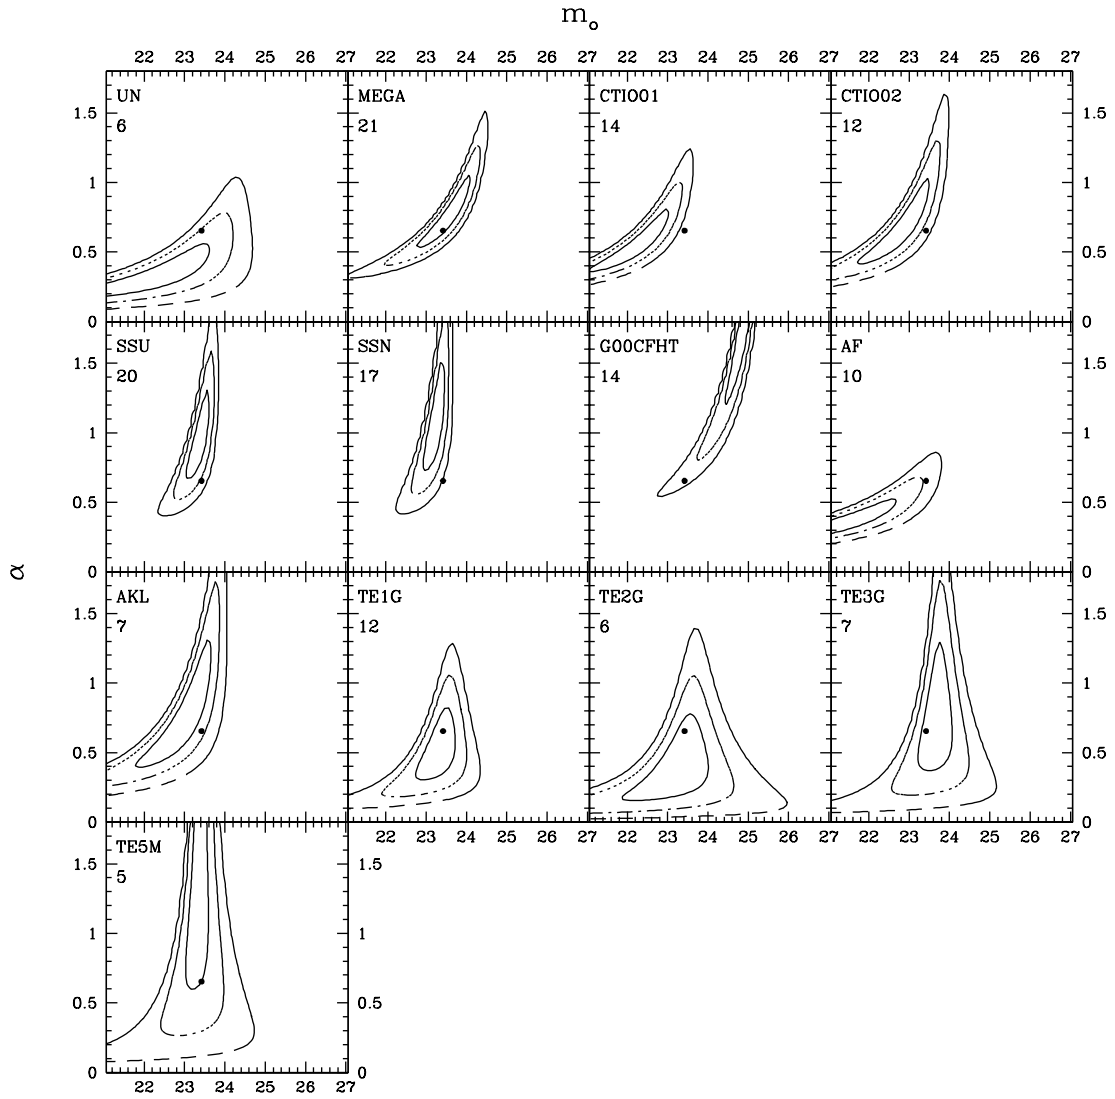 m₀
22 23 24 25 26 27 22 23 24 25 26 27 22 23 24 25 26 27 22 23 24 25 26 27
UN MEGA CTIO01 CTIO02
1.5 6 21 14 12 1.5
1 1
0.5 0.5
0 0
SSU SSN G00CFHT AF
1.5 20 17 14 10 1.5
1 1
0.5 0.5
0 0
α
AKL TE1G TE2G TE3G
1.5 7 12 6 7 1.5
1 1
0.5 0.5
0 22 23 24 25 26 27 22 23 24 25 26 27 22 23 24 25 26 27 0
TE5M
1.5 5 1.5
1 1
0.5 0.5
0 0
22 23 24 25 26 27